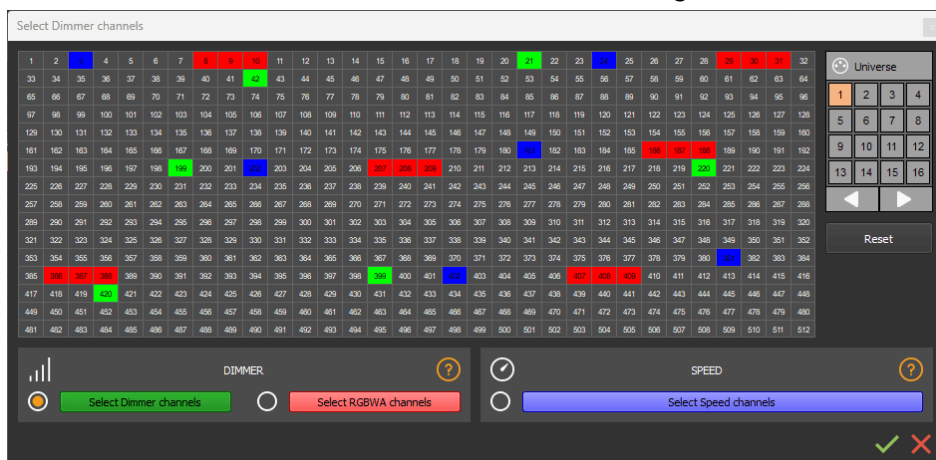 Select Dimmer channels
1 2 3 4 5 6 7 8 9 10 11 12 13 14 15 16 17 18 19 20 21 22 23 24 25 26 27 28 29 30 31 32
33 34 35 36 37 38 39 40 41 42 43 44 45 46 47 48 49 50 51 52 53 54 55 56 57 58 59 60 61 62 63 64
65 66 67 68 69 70 71 72 73 74 75 76 77 78 79 80 81 82 83 84 85 86 87 88 89 90 91 92 93 94 95 96
97 98 99 100 101 102 103 104 105 106 107 108 109 110 111 112 113 114 115 116 117 118 119 120 121 122 123 124 125 126 127 128
129 130 131 132 133 134 135 136 137 138 139 140 141 142 143 144 145 146 147 148 149 150 151 152 153 154 155 156 157 158 159 160
161 162 163 164 165 166 167 168 169 170 171 172 173 174 175 176 177 178 179 180 181 182 183 184 185 186 187 188 189 190 191 192
193 194 195 196 197 198 199 200 201 202 203 204 205 206 207 208 209 210 211 212 213 214 215 216 217 218 219 220 221 222 223 224
225 226 227 228 229 230 231 232 233 234 235 236 237 238 239 240 241 242 243 244 245 246 247 248 249 250 251 252 253 254 255 256
257 258 259 260 261 262 263 264 265 266 267 268 269 270 271 272 273 274 275 276 277 278 279 280 281 282 283 284 285 286 287 288
289 290 291 292 293 294 295 296 297 298 299 300 301 302 303 304 305 306 307 308 309 310 311 312 313 314 315 316 317 318 319 320
321 322 323 324 325 326 327 328 329 330 331 332 333 334 335 336 337 338 339 340 341 342 343 344 345 346 347 348 349 350 351 352
353 354 355 356 357 358 359 360 361 362 363 364 365 366 367 368 369 370 371 372 373 374 375 376 377 378 379 380 381 382 383 384
385 386 387 388 389 390 391 392 393 394 395 396 397 398 399 400 401 402 403 404 405 406 407 408 409 410 411 412 413 414 415 416
417 418 419 420 421 422 423 424 425 426 427 428 429 430 431 432 433 434 435 436 437 438 439 440 441 442 443 444 445 446 447 448
449 450 451 452 453 454 455 456 457 458 459 460 461 462 463 464 465 466 467 468 469 470 471 472 473 474 475 476 477 478 479 480
481 482 483 484 485 486 487 488 489 490 491 492 493 494 495 496 497 498 499 500 501 502 503 504 505 506 507 508 509 510 511 512
Universe
1 2 3 4
5 6 7 8
9 10 11 12
13 14 15 16
Reset
DIMMER ?
Select Dimmer channels Select RGBWA channels
SPEED ?
Select Speed channels